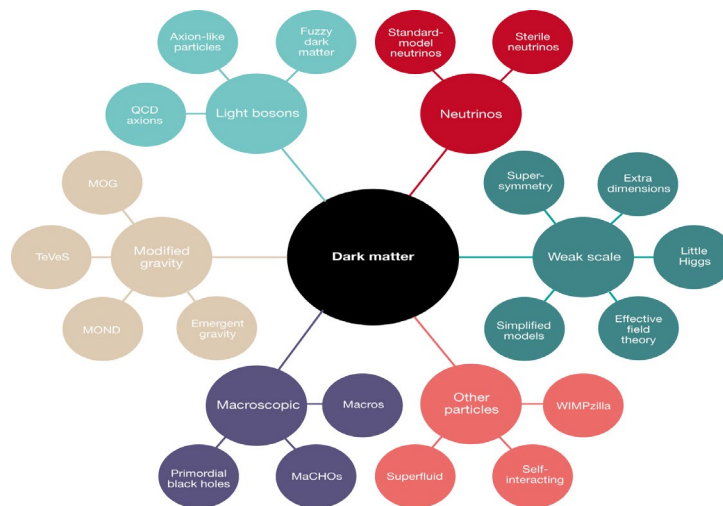 Axion-like
particles
Fuzzy
dark
matter
QCD
axions
Light bosons
Standard-
model
neutrinos
Sterile
neutrinos
Neutrinos
MOG
TeVeS
Modified
gravity
MOND
Emergent
gravity
Dark matter
Super-
symmetry
Extra
dimensions
Weak scale
Little
Higgs
Simplified
models
Effective
field
theory
Macroscopic
Macros
Primordial
black holes
MaCHOs
Other
particles
WIMPzilla
Superfluid
Self-
interacting